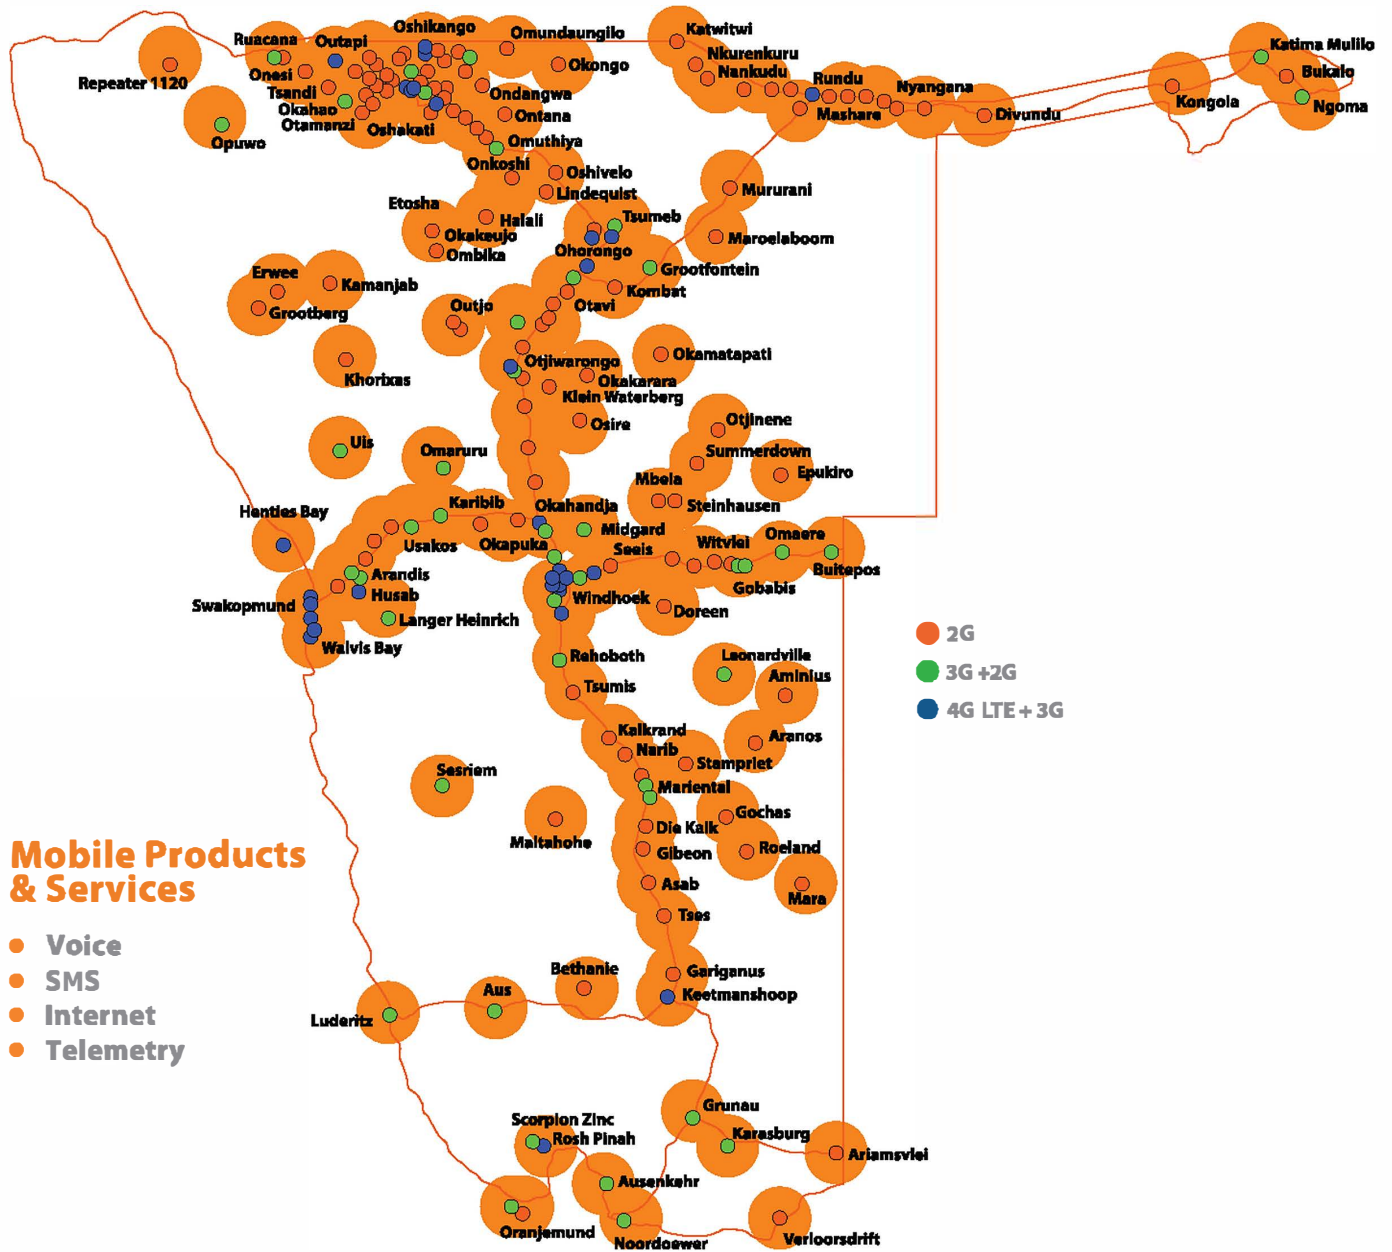 Katwitwi
Oshikango
Omundaungilo
Ruacana
Outapi
Katima Mulilo
Nkurenkuru
Okongo
Nankudu
Bukalo
Onesi
Rundu
Repeater 1120
Nyangana
Tsandi
Ondangwa
Kongola
Ngoma
Okahao
Mashare
Divundu
Ontana
Otamanzi
Oshakati
Opuwo
Omuthiya
Onkoshi
Oshivelo
Mururani
Lindequist
Etosha
Halali
Tsumeb
Okakeujo
Maroelaboom
Ombika
Ohorongo
Erwee
Grootfontein
Kamanjab
Kombat
Outjo
Otavi
Grootberg
Okamatapati
Otjiwarongo
Khorixas
Okakarara
Klein Waterberg
Osire
Otjinene
Uis
Omaruru
Summerdown
Epukiro
Mbela
Karibib
Okahandja
Steinhausen
Henties Bay
Midgard
Omaere
Usakos
Okapuka
Seeis
Witvlei
Buitepos
Arandis
Gobabis
Husab
Windhoek
Swakopmund
Doreen
Langer Heinrich
Walvis Bay
Rehoboth
Leonardville
Aminius
Tsumis
Kalkrand
Aranos
Narib
Stampriet
Sesriem
Mariental
Gochas
Die Kalk
Maltahohe
Roeland
Gibeon
Asab
Mara
Tses
Bethanie
Gariganus
Aus
Keetmanshoop
Luderitz
Grunau
Scorpion Zinc
Karasburg
Rosh Pinah
Ariamsvlei
Ausenkehr
Oranjemund
Verloorsdrift
Noordoewer
2G
3G +2G
4G LTE + 3G
Mobile Products
& Services
Voice
SMS
Internet
Telemetry